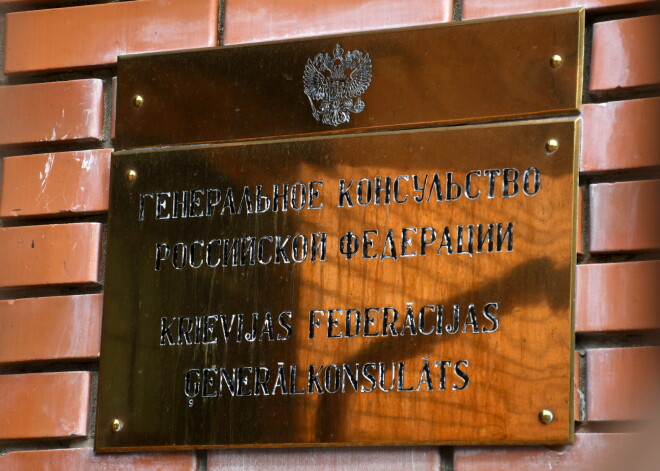 ГЕНЕРАЛЬНОЕ КОНСУЛЬСТВО
РОССИЙСКОЙ ФЕДЕРАЦИИ
KRIEVIJAS FEDERĀCIJAS
ĢENERĀLKONSULĀTS